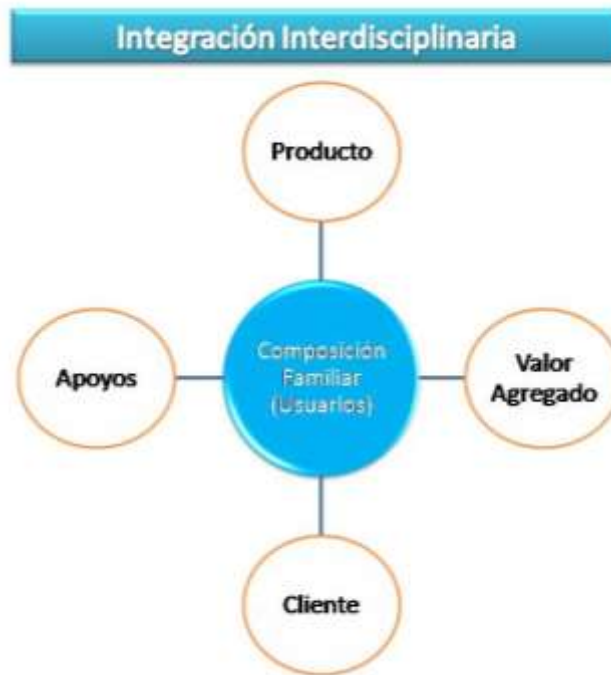 Integración Interdisciplinaria
Producto
Apoyos
Composición
Familiar
(Usuarios)
Valor
Agregado
Cliente